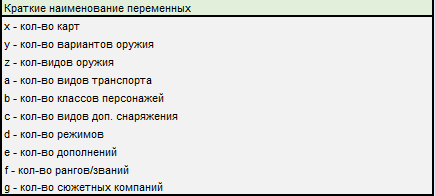 Краткие наименование переменных
x - кол-во карт
y - кол-во вариантов оружия
z - кол-видов оружия
a - кол-во видов транспорта
b - кол-во классов персонажей
c - кол-во видов доп. снаряжения
d - кол-во режимов
e - кол-во дополнений
f - кол-во рангов/званий
g - кол-во сюжетных компаний